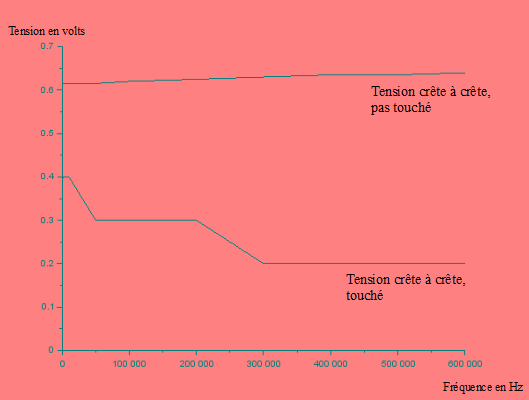 Tension en volts
0.7
0.6
0.5
0.4
0.3
0.2
0.1
0
Tension crête à crête,
pas touché
Tension crête à crête,
touché
0 100 000 200 000 300 000 400 000 500 000 600 000
Fréquence en Hz